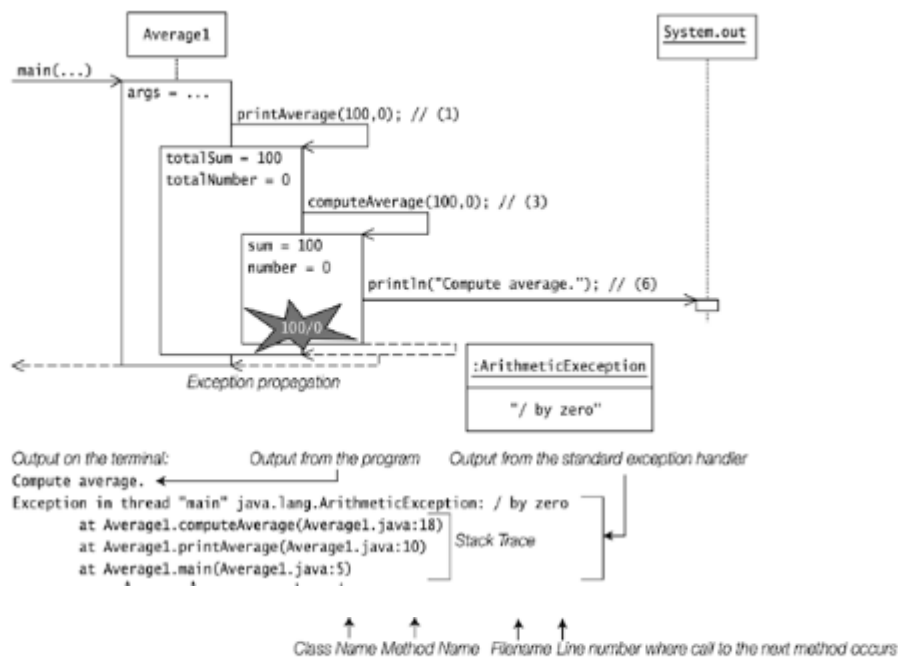 Average1
System.out
main(...)
args = ...
printAverage(100,0); // (1)
totalSum = 100
totalNumber = 0
computeAverage(100,0); // (3)
sum = 100
number = 0
println("Compute average."); // (6)
100/0
:ArithmeticExeception
"/ by zero"
Exception propagation
Output on the terminal:
Output from the program
Output from the standard exception handler
Compute average.
Exception in thread "main" java.lang.ArithmeticException: / by zero
at Average1.computeAverage(Average1.java:18)
at Average1.printAverage(Average1.java:10)
at Average1.main(Average1.java:5)
Stack Trace
Class Name Method Name Filename Line number where call to the next method occurs